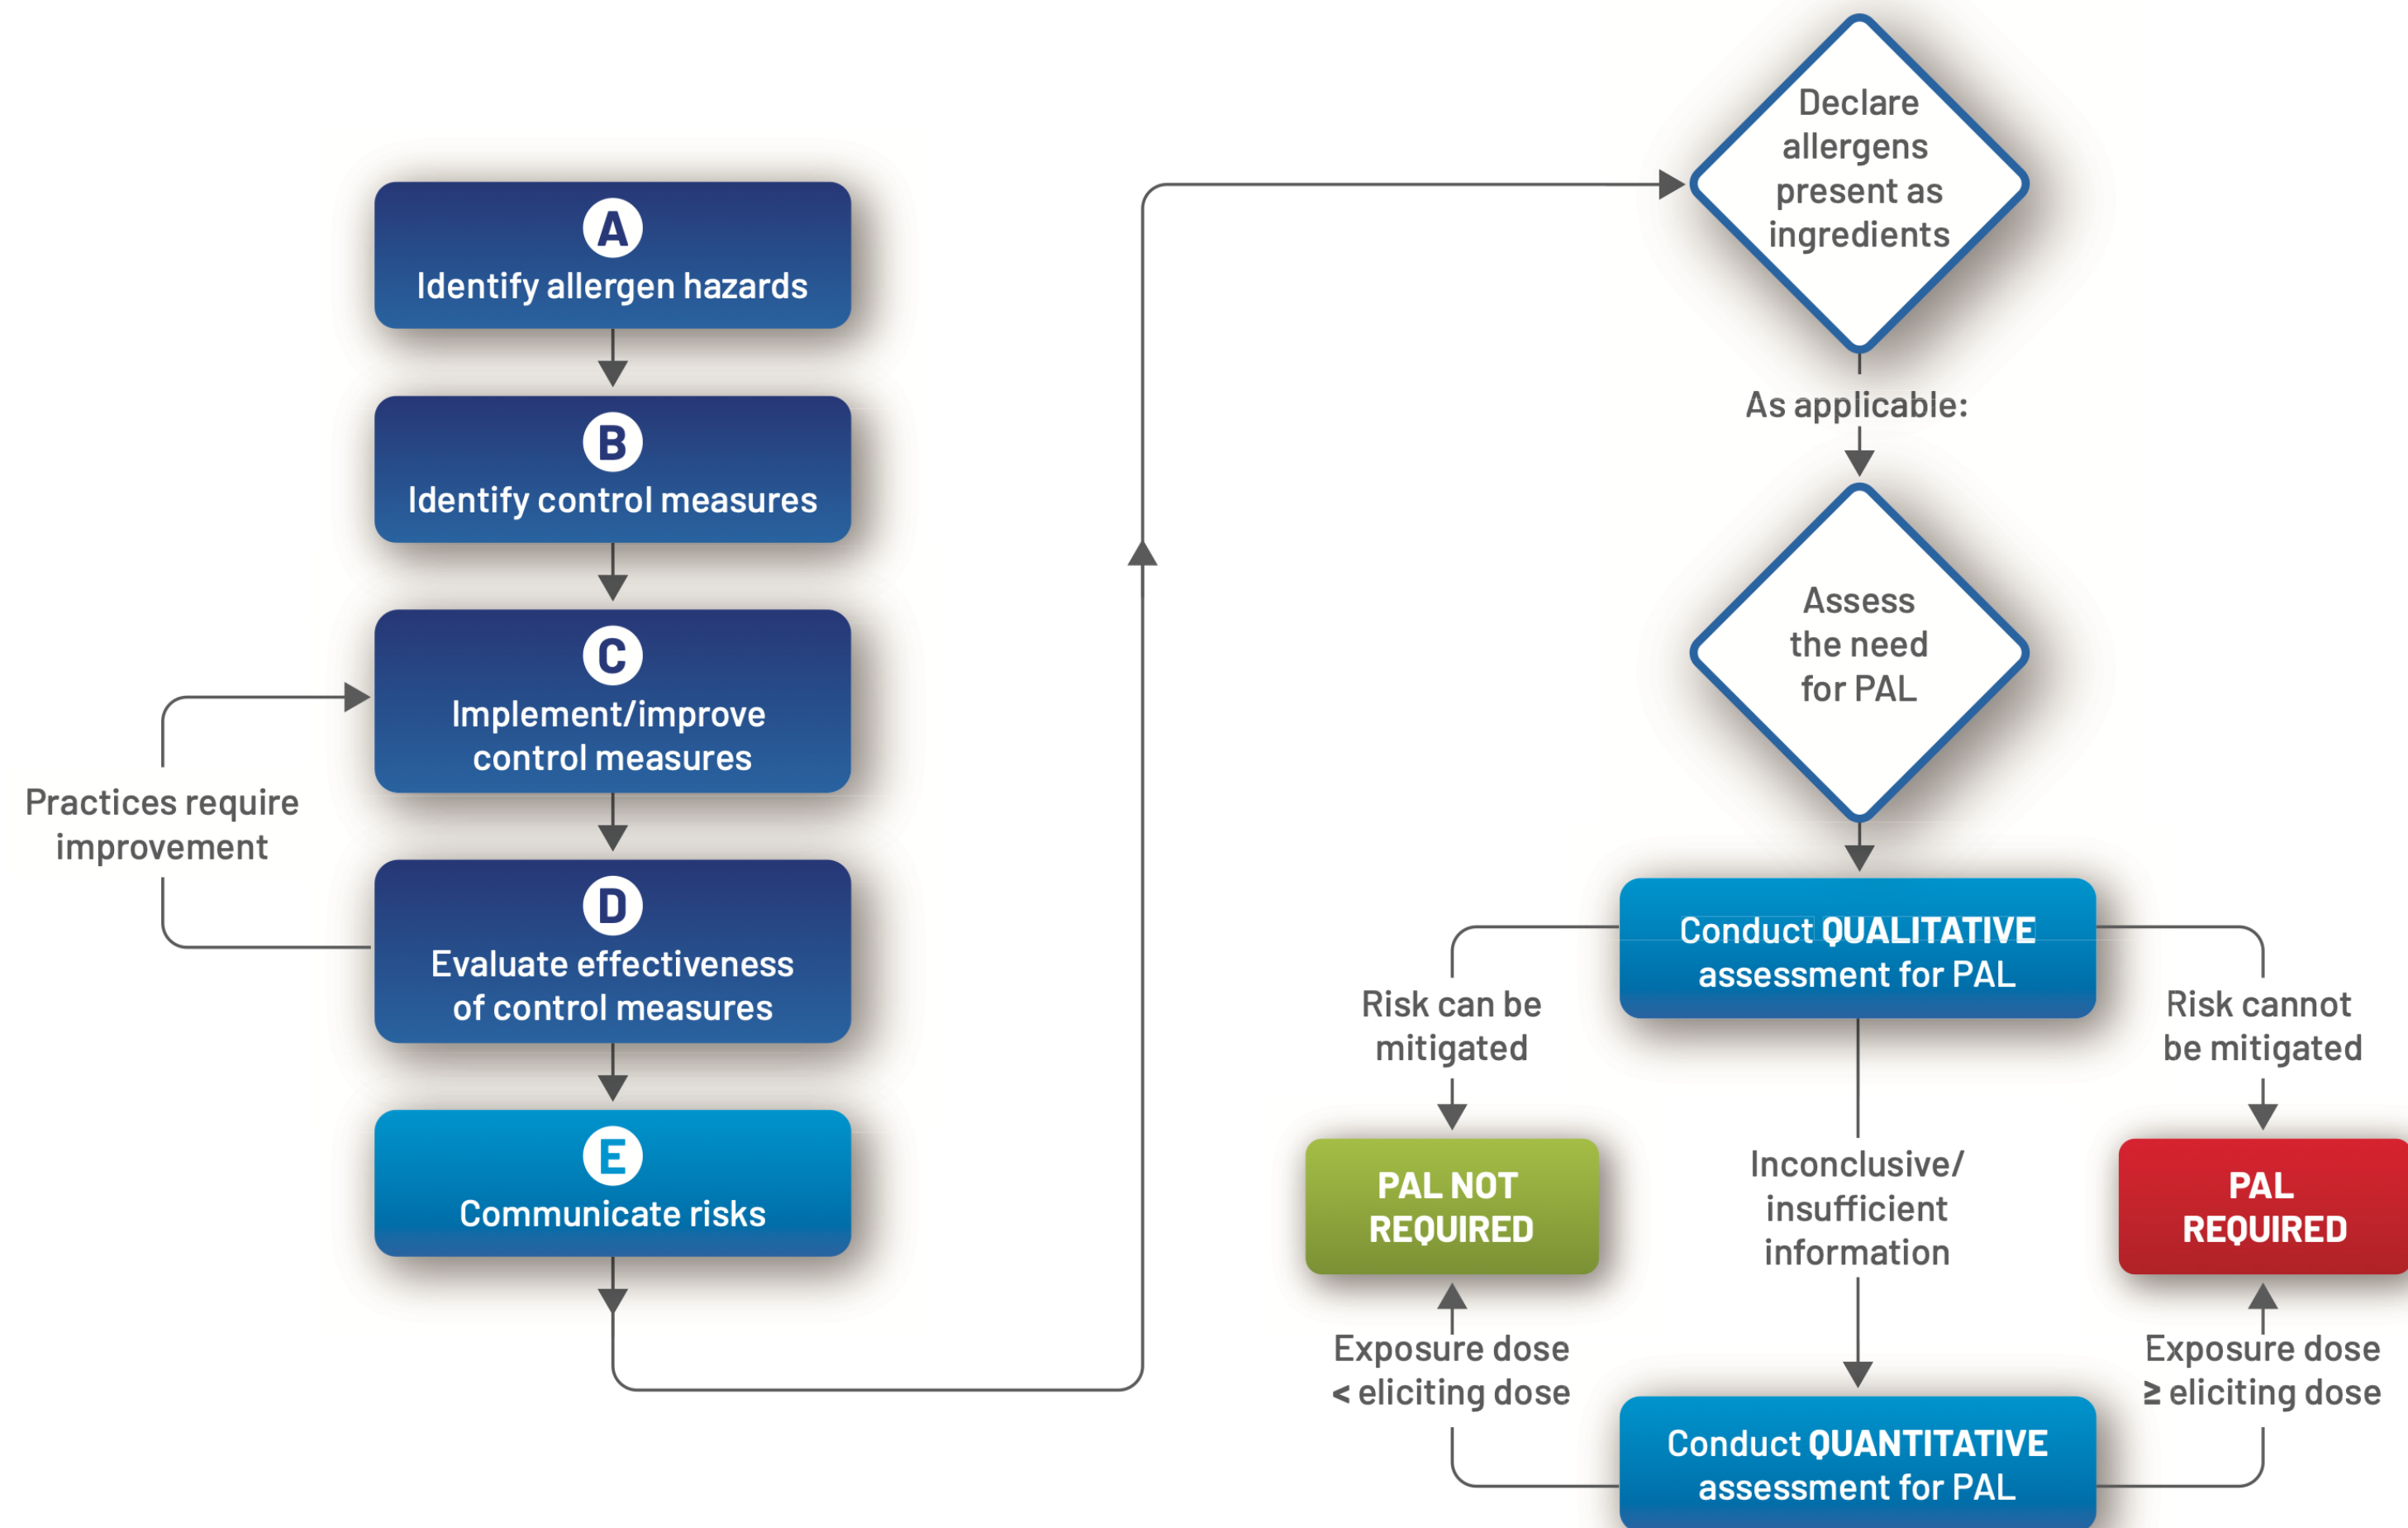 A
Identify allergen hazards
B
Identify control measures
C
Implement/improve
control measures
Practices require
improvement
D
Evaluate effectiveness
of control measures
E
Communicate risks
Declare
allergens
present as
ingredients
As applicable:
Assess
the need
for PAL
Conduct QUALITATIVE
assessment for PAL
Risk can be
mitigated
Risk cannot
be mitigated
PAL NOT
REQUIRED
Inconclusive/
insufficient
information
PAL
REQUIRED
Exposure dose
< eliciting dose
Exposure dose
≥ eliciting dose
Conduct QUANTITATIVE
assessment for PAL